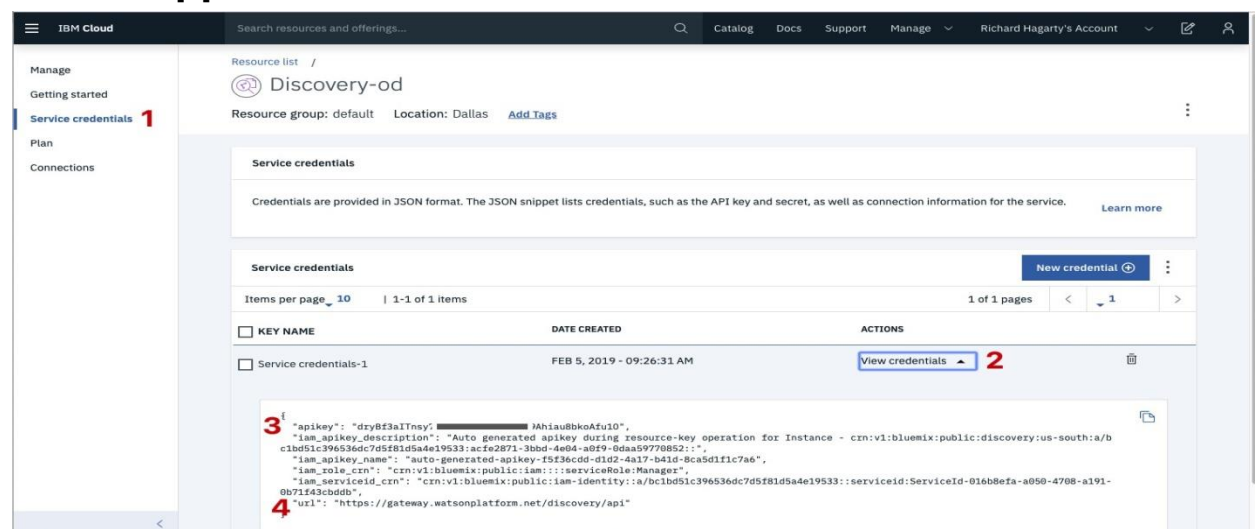 IBM Cloud Search resources and offerings... Catalog Docs Support Manage Richard Hagarty's Account
Manage
Getting started
Service credentials 1
Plan
Connections
Resource list /
Discovery-od
Resource group: default Location: Dallas Add Tags
Service credentials
Credentials are provided in JSON format. The JSON snippet lists credentials, such as the API key and secret, as well as connection information for the service. Learn more
Service credentials New credential
Items per page 10 | 1-1 of 1 items 1 of 1 pages < 1 >
KEY NAME DATE CREATED ACTIONS
Service credentials-1 FEB 5, 2019 - 09:26:31 AM View credentials 2
3 {
"apikey": "dry8f3aITnsy Ahiau8bkoAfu1O",
"iam_apikey_description": "Auto generated apikey during resource-key operation for Instance - crn:v1:bluemix:public:discovery:us-south:a/b
c1bd51c396536dc7d5f81d5a4e19533:acfe2871-3bbd-4e04-a0f9-0daa59770852::",
"iam_apikey_name": "auto-generated-apikey-f5f36cdd-d1d2-4a17-b41d-8ca5d1f1c7a6",
"iam_role_crn": "crn:v1:bluemix:public:iam::::serviceRole:Manager",
"iam_serviceid_crn": "crn:v1:bluemix:public:iam-identity::a/bc1bd51c396536dc7d5f81d5a4e19533::serviceid:ServiceId-016b8efa-a050-4708-a191-
0b71f43cbddb",
4 "url": "https://gateway.watsonplatform.net/discovery/api"
}
<